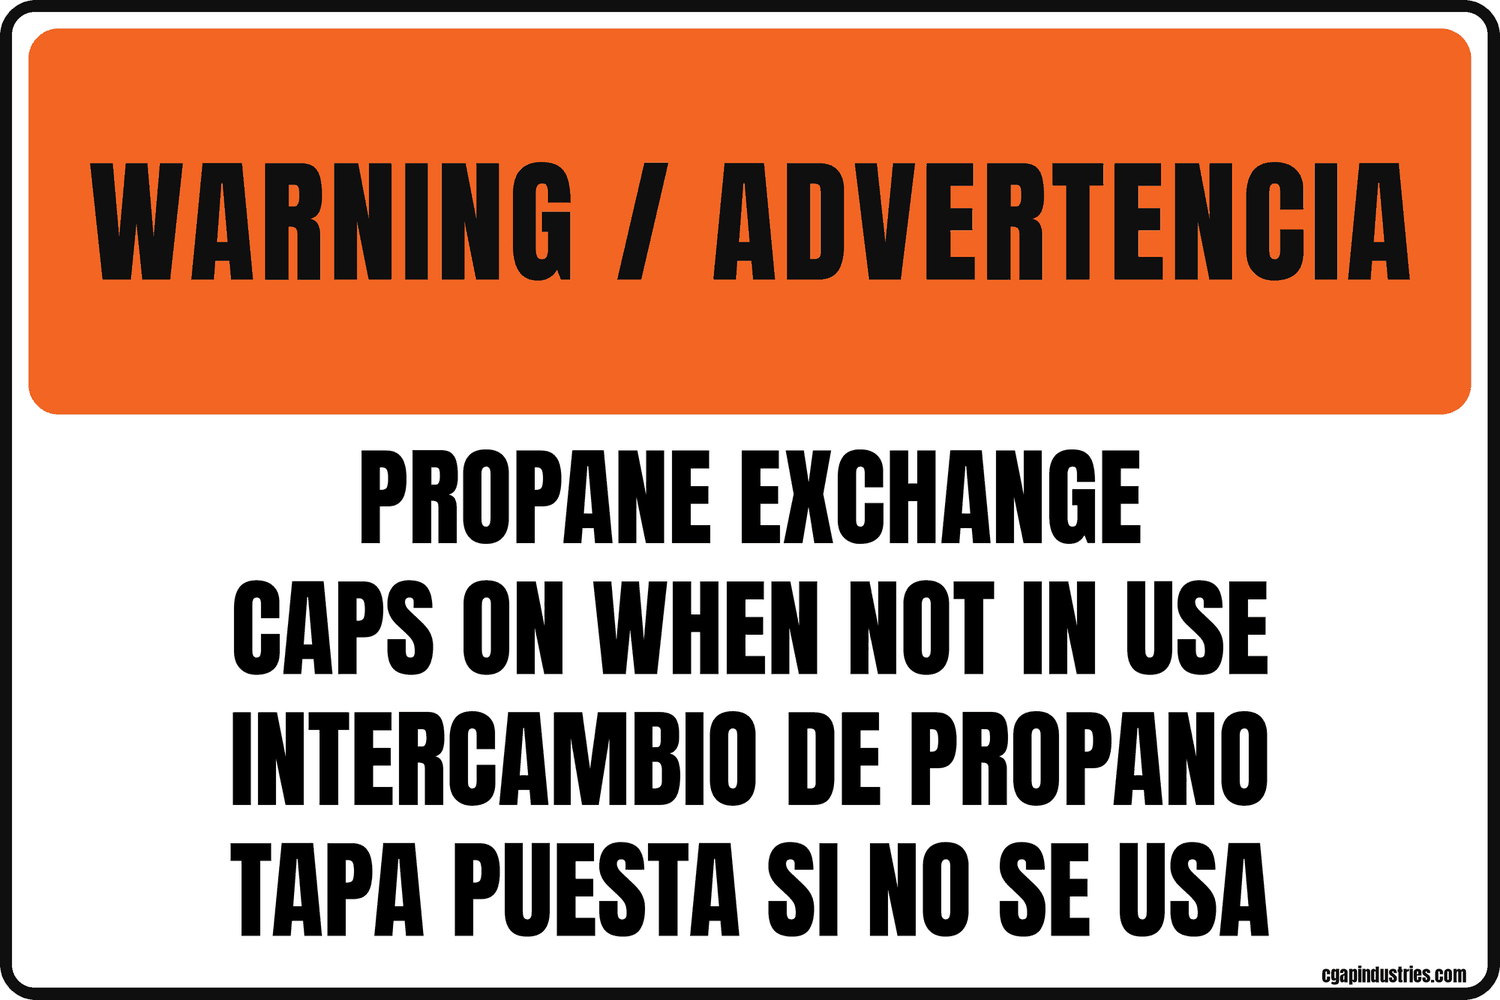 WARNING / ADVERTENCIA
PROPANE EXCHANGE
CAPS ON WHEN NOT IN USE
INTERCAMBIO DE PROPANO
TAPA PUESTA SI NO SE USA
cgapindustries.com